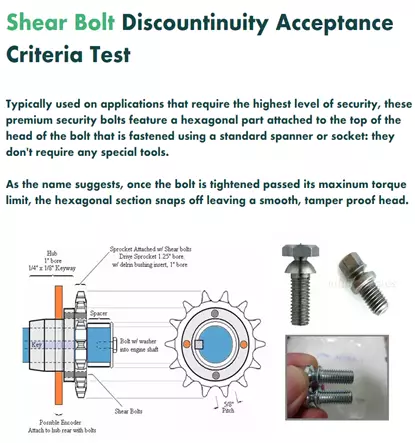 Shear Bolt Discountinuity Acceptance
Criteria Test
Typically used on applications that require the highest level of security, these
premium security bolts feature a hexagonal part attached to the top of the
head of the bolt that is fastened using a standard spanner or socket: they
don't require any special tools.
As the name suggests, once the bolt is tightened passed its maxinum torque
limit, the hexagonal section snaps off leaving a smooth, tamper proof head.
Sprocket Attached w/ Shear bolts
Drive Sprocket 1.25" bore.
w/ delrin bushing insert, 1" bore
Hub
1" bore
1/4" x 1/8" Keyway
Spacer
Key
Bolt w/ washer
into engine shaft
5/8"
Pitch
Possible Encoder
Attach to hub rear with bolts
Shear Bolts